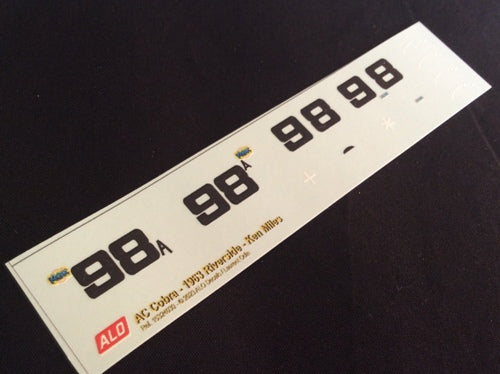 98A
98A
98
98
ALO
AC Cobra - 1963 Riverside - Ken Miles